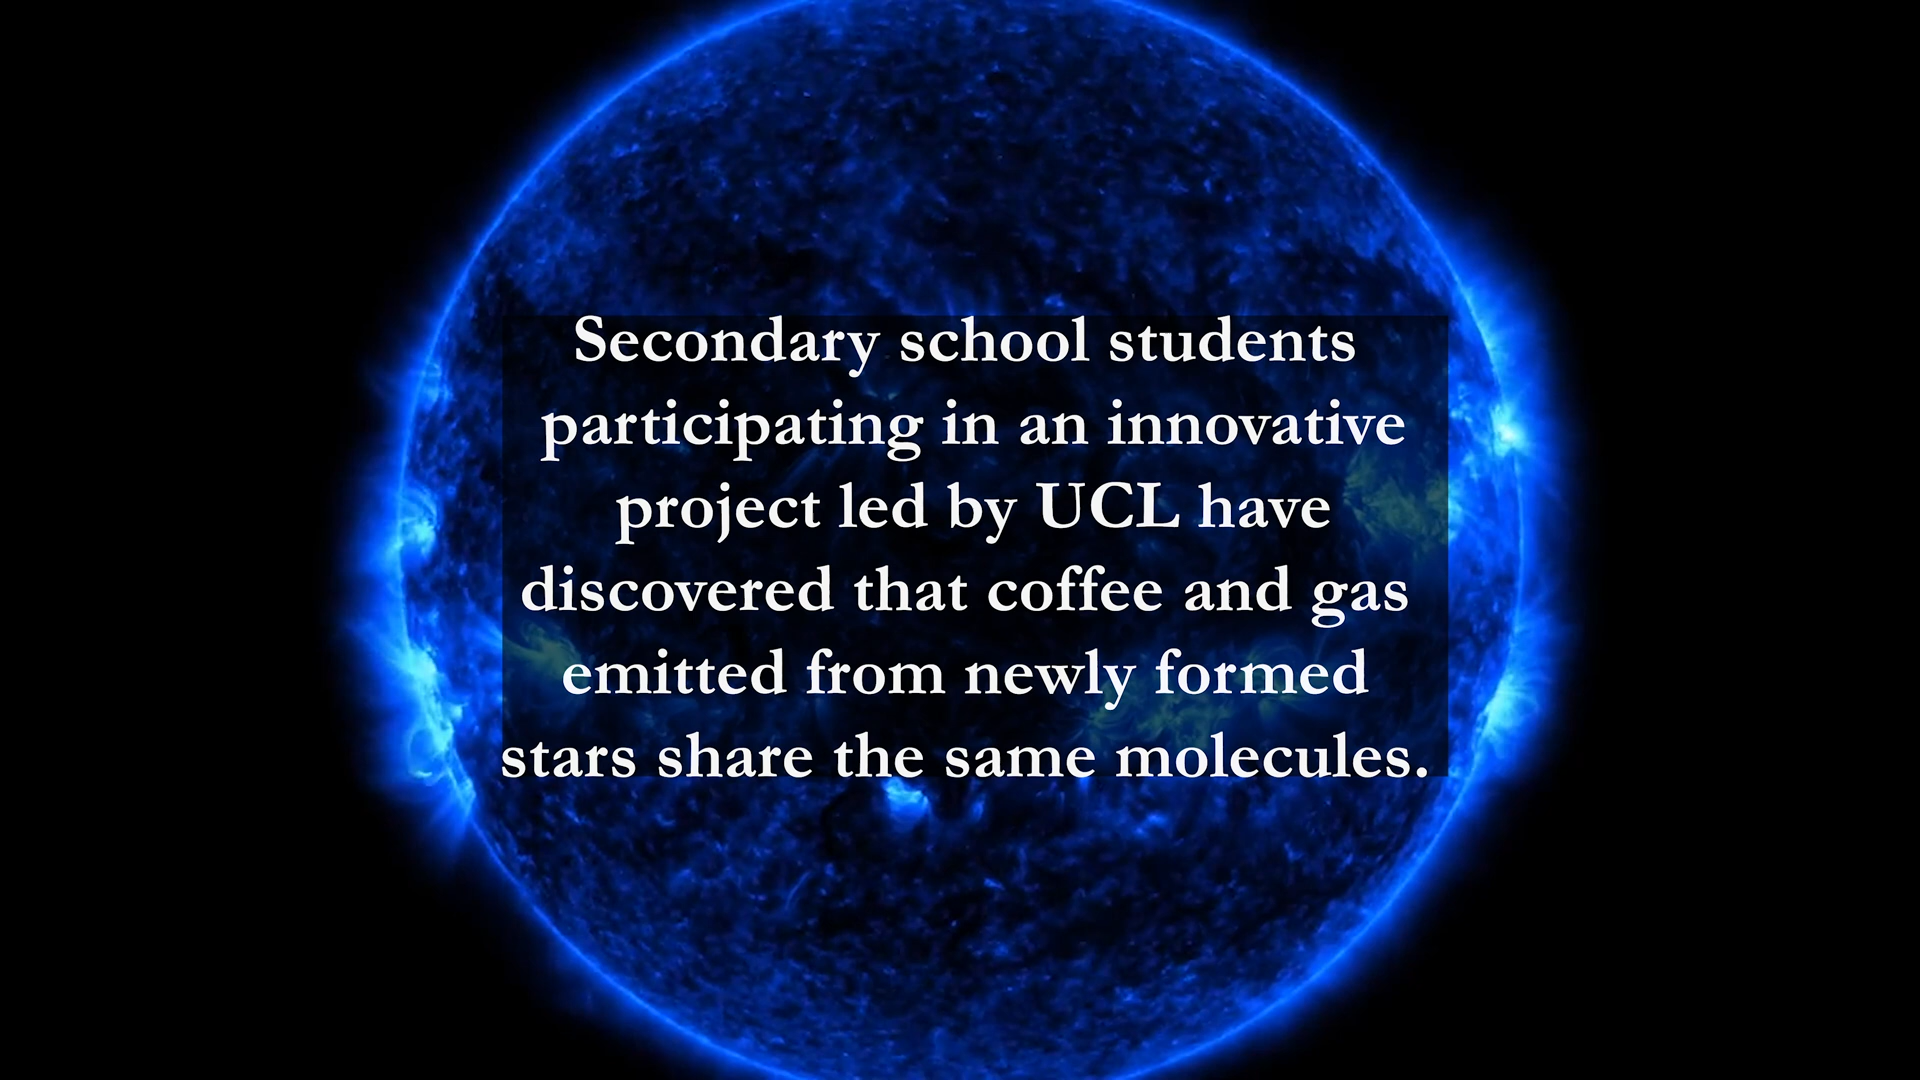 Secondary school students
participating in an innovative
project led by UCL have
discovered that coffee and gas
emitted from newly formed
stars share the same molecules.